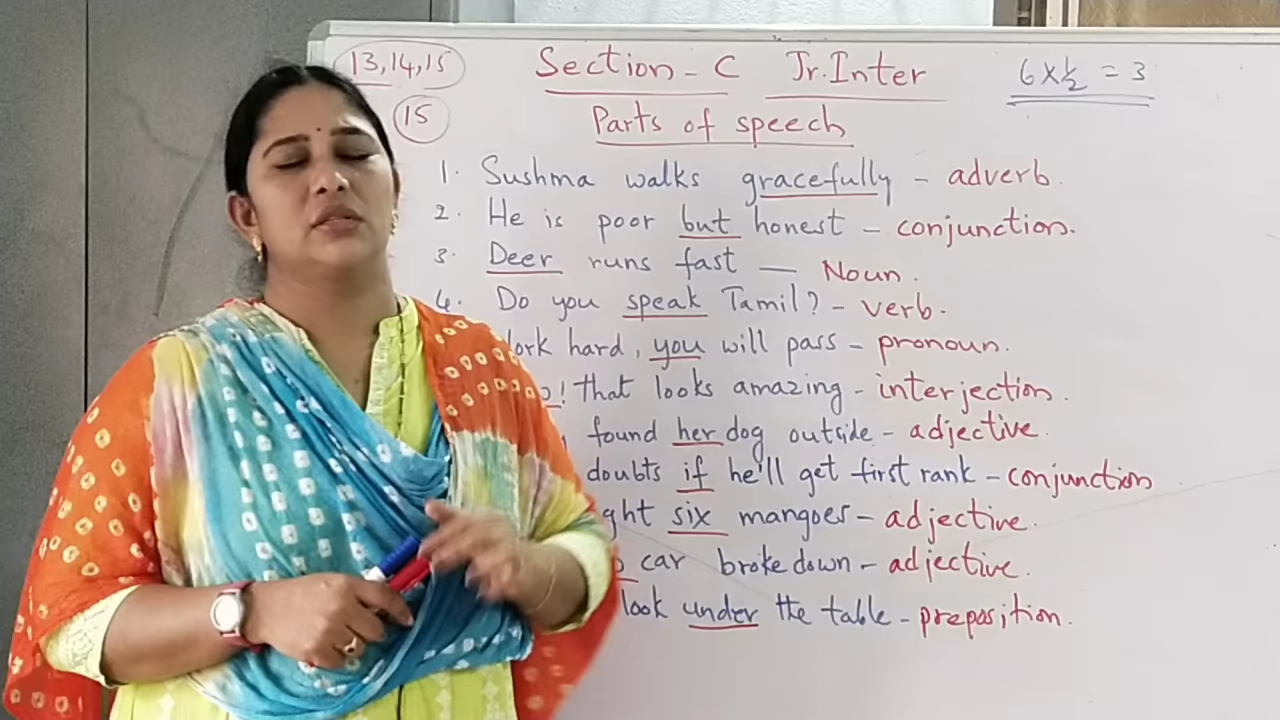 13,14,15 Section - C Jr. Inter 6 x ½ = 3
15 Parts of speech
1. Sushma walks gracefully - adverb.
2. He is poor but honest - conjunction.
3. Deer runs fast — Noun.
4. Do you speak Tamil? - verb.
hard, you will pass - pronoun.
! That looks amazing - interjection.
found her dog outside - adjective.
doubts if he'll get first rank - conjunction
six mangoes - adjective.
car broke down - adjective.
look under the table - preposition.